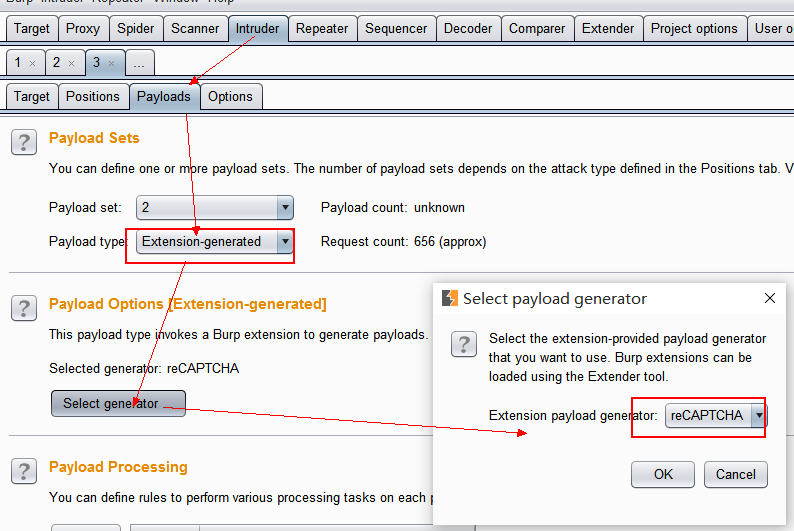 Burp Intruder Repeater Window Help
Target Proxy Spider Scanner Intruder Repeater Sequencer Decoder Comparer Extender Project options User o
1 × 2 × 3 × ...
Target Positions Payloads Options
? Payload Sets
You can define one or more payload sets. The number of payload sets depends on the attack type defined in the Positions tab. V
Payload set: 2 Payload count: unknown
Payload type: Extension-generated Request count: 656 (approx)
? Payload Options [Extension-generated]
This payload type invokes a Burp extension to generate payloads.
Selected generator: reCAPTCHA
Select generator ...
Select payload generator
? Select the extension-provided payload generator
that you want to use. Burp extensions can be
loaded using the Extender tool.
Extension payload generator: reCAPTCHA
OK Cancel
? Payload Processing
You can define rules to perform various processing tasks on each p